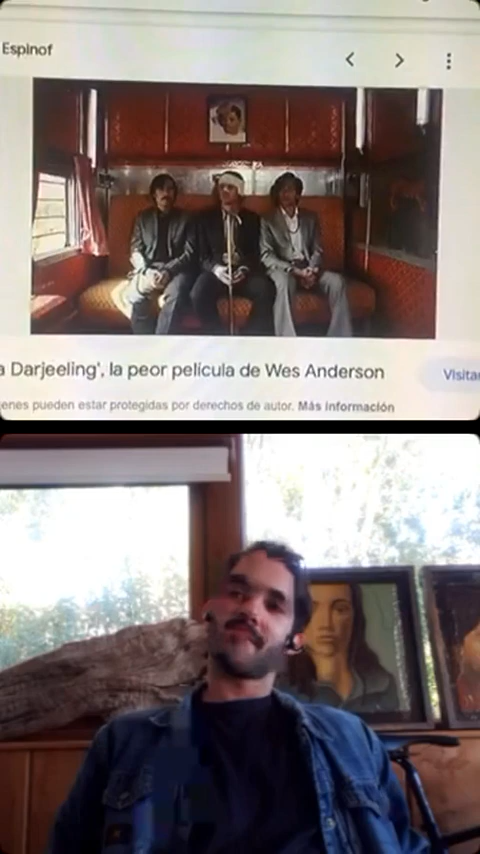 Espinof
a Darjeeling', la peor película de Wes Anderson
Visitar
enes pueden estar protegidas por derechos de autor. Más información